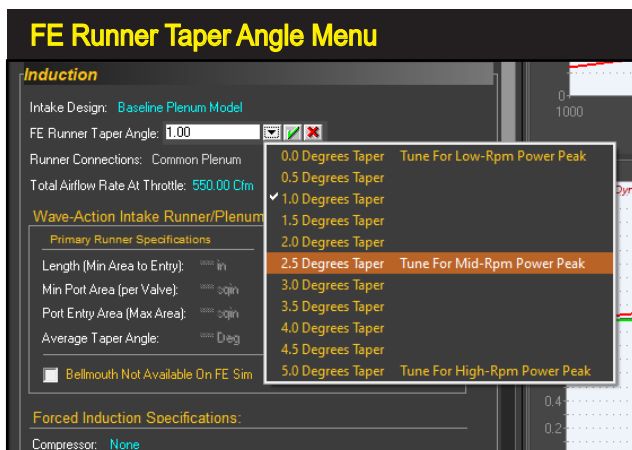 FE Runner Taper Angle Menu
Induction
Intake Design: Baseline Plenum Model
FE Runner Taper Angle: 1.00
Runner Connections: Common Plenum
Total Airflow Rate At Throttle: 550.00 Cfm
Wave-Action Intake Runner/Plenum
Primary Runner Specifications
Length (Min Area to Entry): *** in
Min Port Area (per Valve): *** sqin
Port Entry Area (Max Area): *** sqin
Average Taper Angle: *** Deg
Bellmouth Not Available On FE Sim
Forced Induction Specifications:
Compressor: None
0.0 Degrees Taper Tune For Low-Rpm Power Peak
0.5 Degrees Taper
1.0 Degrees Taper
1.5 Degrees Taper
2.0 Degrees Taper
2.5 Degrees Taper Tune For Mid-Rpm Power Peak
3.0 Degrees Taper
3.5 Degrees Taper
4.0 Degrees Taper
4.5 Degrees Taper
5.0 Degrees Taper Tune For High-Rpm Power Peak
0
1000
Dyn
0.4
0.2